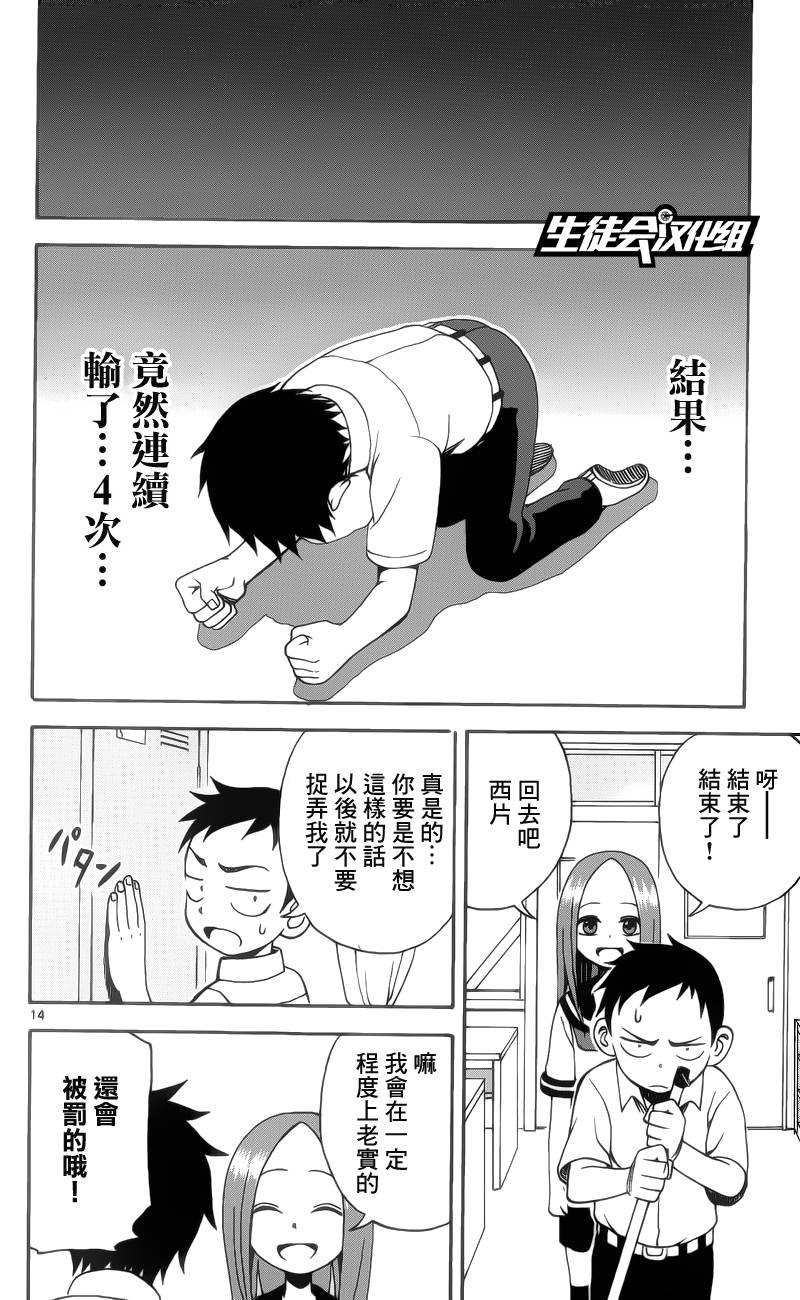 生徒会汉化组
結果…
竟然連續
輸了…4次…
呀——
結束了
結束了！
回去吧
西片
真是的…
你要是不想
這樣的話
以後就不要
捉弄我了
パタン
14
嘛
我會在一定
程度上老實的
還會
被罰的哦！